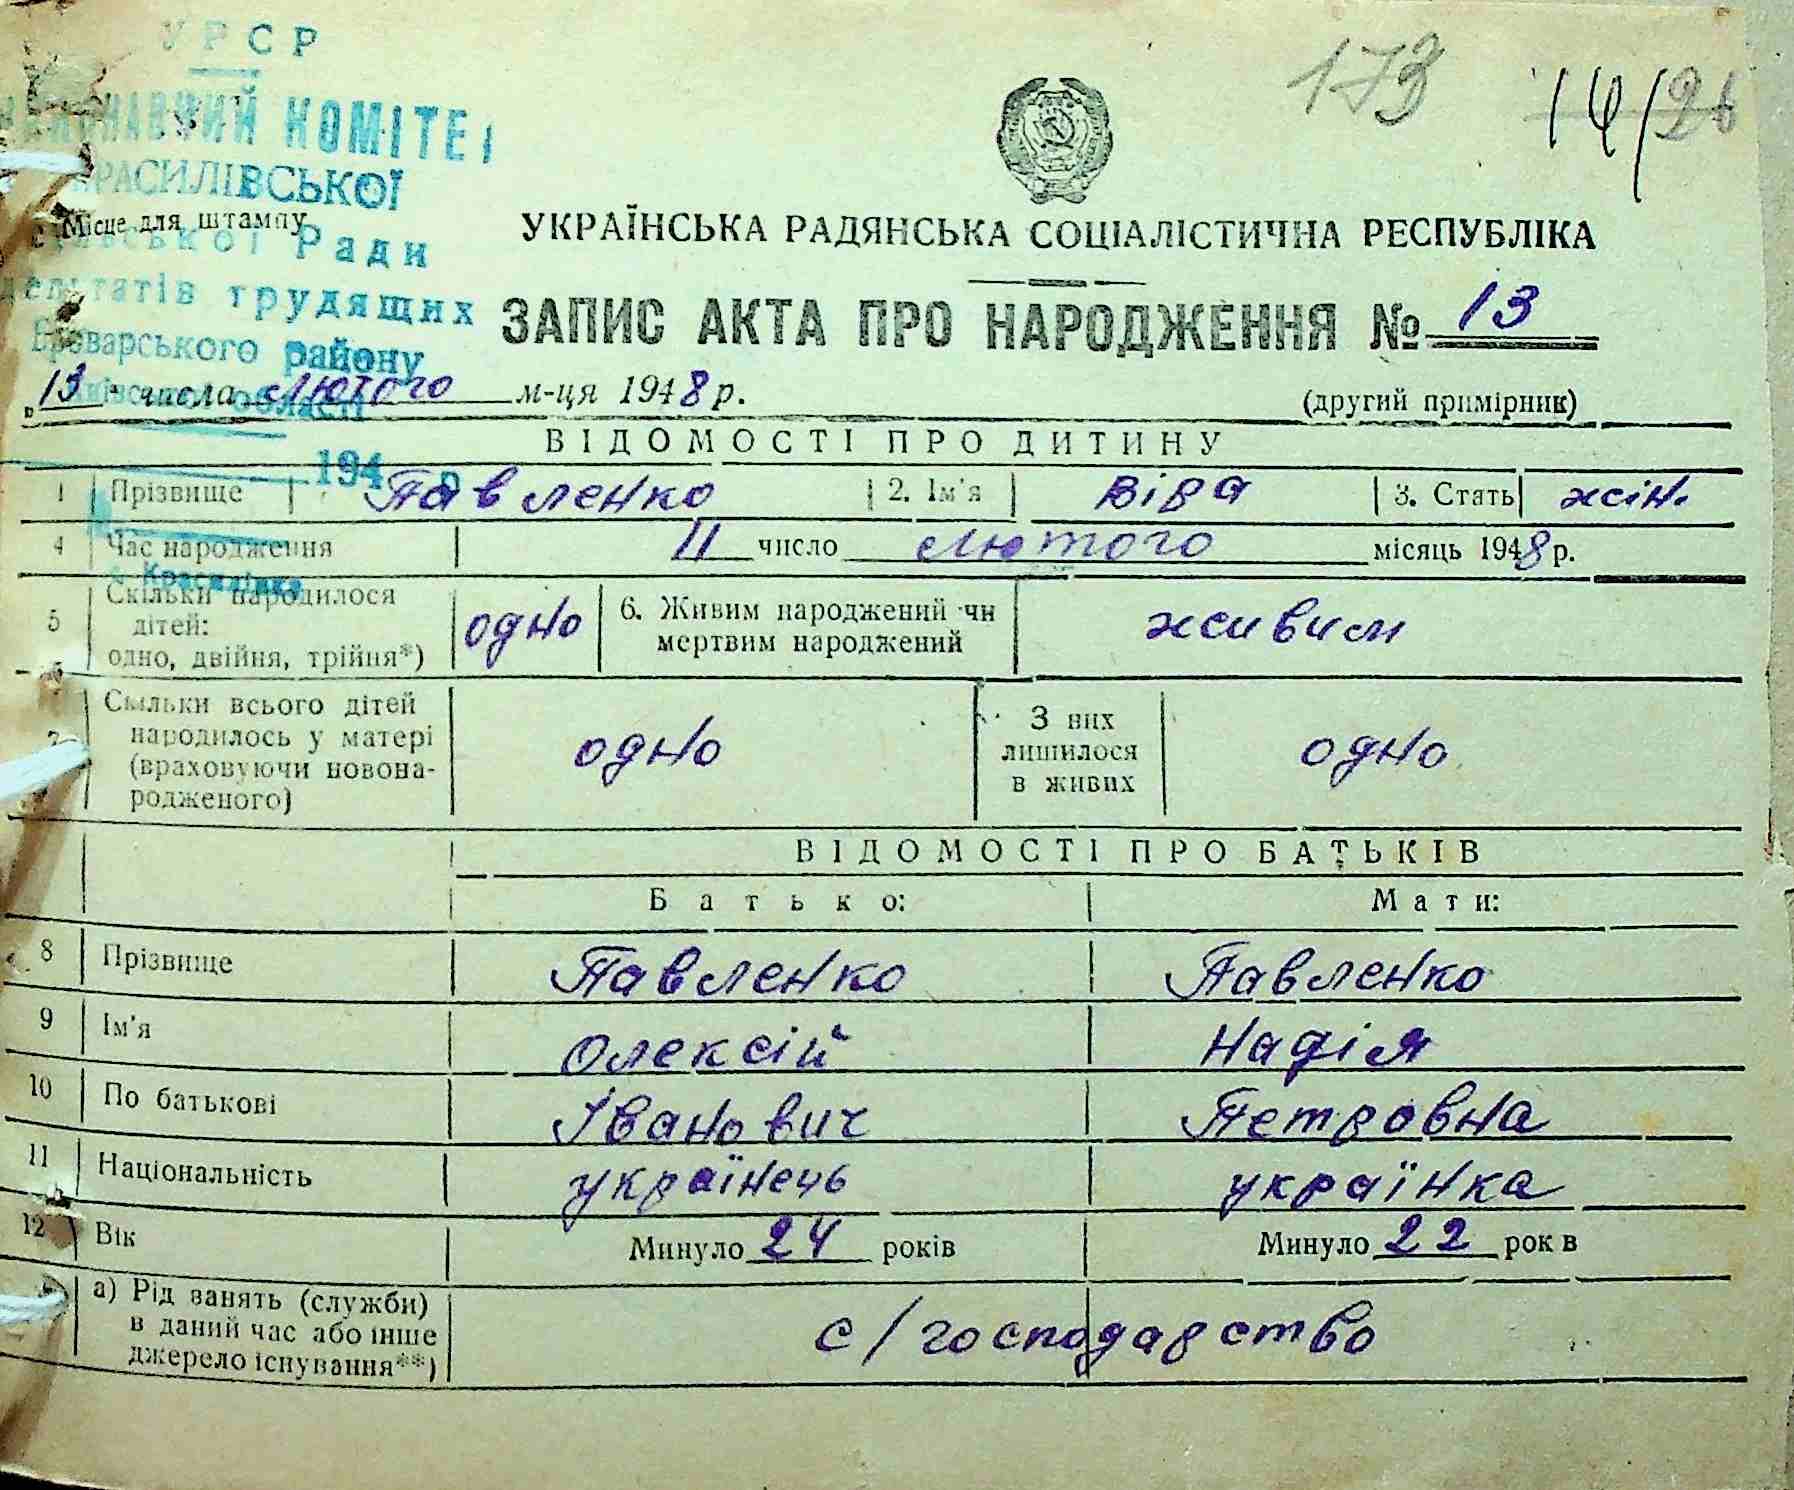 УРСР
ВИКОНАВЧИЙ КОМІТЕТ
КРАСИЛІВСЬКОЇ
Місце для штампу
сільської Ради
депутатів трудящих
Броварського району
Київської області
194 р
с. Красилівка
173
14/26
УКРАЇНСЬКА РАДЯНСЬКА СОЦІАЛІСТИЧНА РЕСПУБЛІКА
ЗАПИС АКТА ПРО НАРОДЖЕННЯ № 13
„13" числа лютого м-ця 1948 р. (другий примірник)
ВІДОМОСТІ ПРО ДИТИНУ
1 Прізвище Павленко 2. Ім'я Віра 3. Стать жін.
4 Час народження 11 число лютого місяць 1948 р.
5 Скільки народилося дітей: одно, двійня, трійня*) одно 6. Живим народжений чи мертвим народжений живим
7 Скільки всього дітей народилось у матері (враховуючи новонародженого) одно З них лишилося в живих одно
ВІДОМОСТІ ПРО БАТЬКІВ
Батько: Мати:
8 Прізвище Павленко Павленко
9 Ім'я Олексій Надія
10 По батькові Іванович Петровна
11 Національність українець українка
12 Вік Минуло 24 років Минуло 22 рок в
а) Рід занять (служби) в даний час або інше джерело існування**) с/господарство